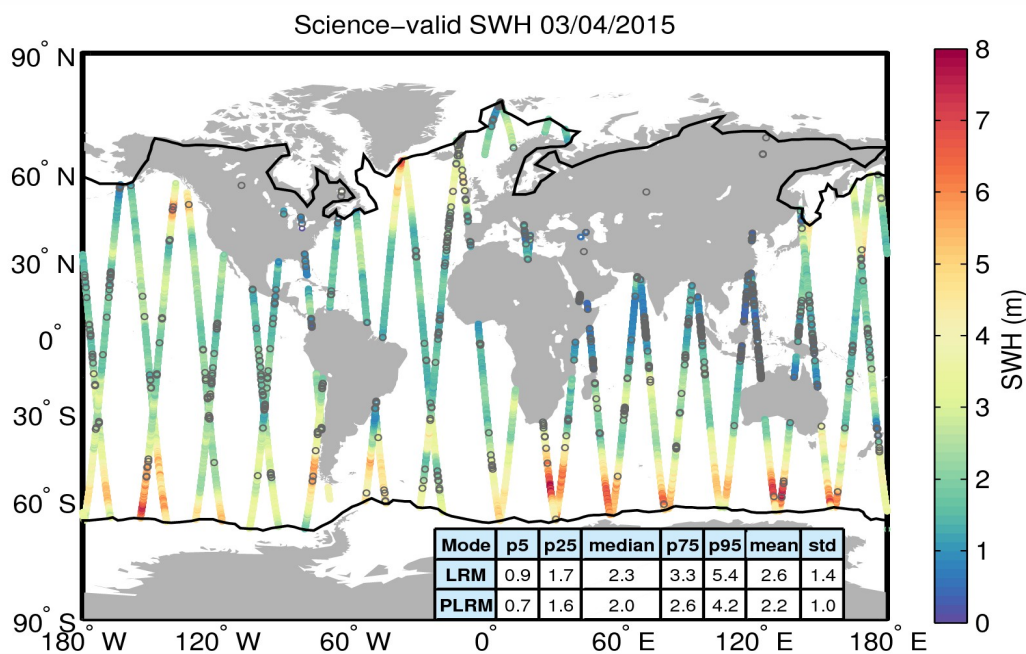 Science−valid SWH 03/04/2015
90° N
60° N
30° N
0°
30° S
60° S
90° S
180° W
120° W
60° W
0°
60° E
120° E
180° E
Mode p5 p25 median p75 p95 mean std
LRM 0.9 1.7 2.3 3.3 5.4 2.6 1.4
PLRM 0.7 1.6 2.0 2.6 4.2 2.2 1.0
8
7
6
5
4
3
2
1
0
SWH (m)